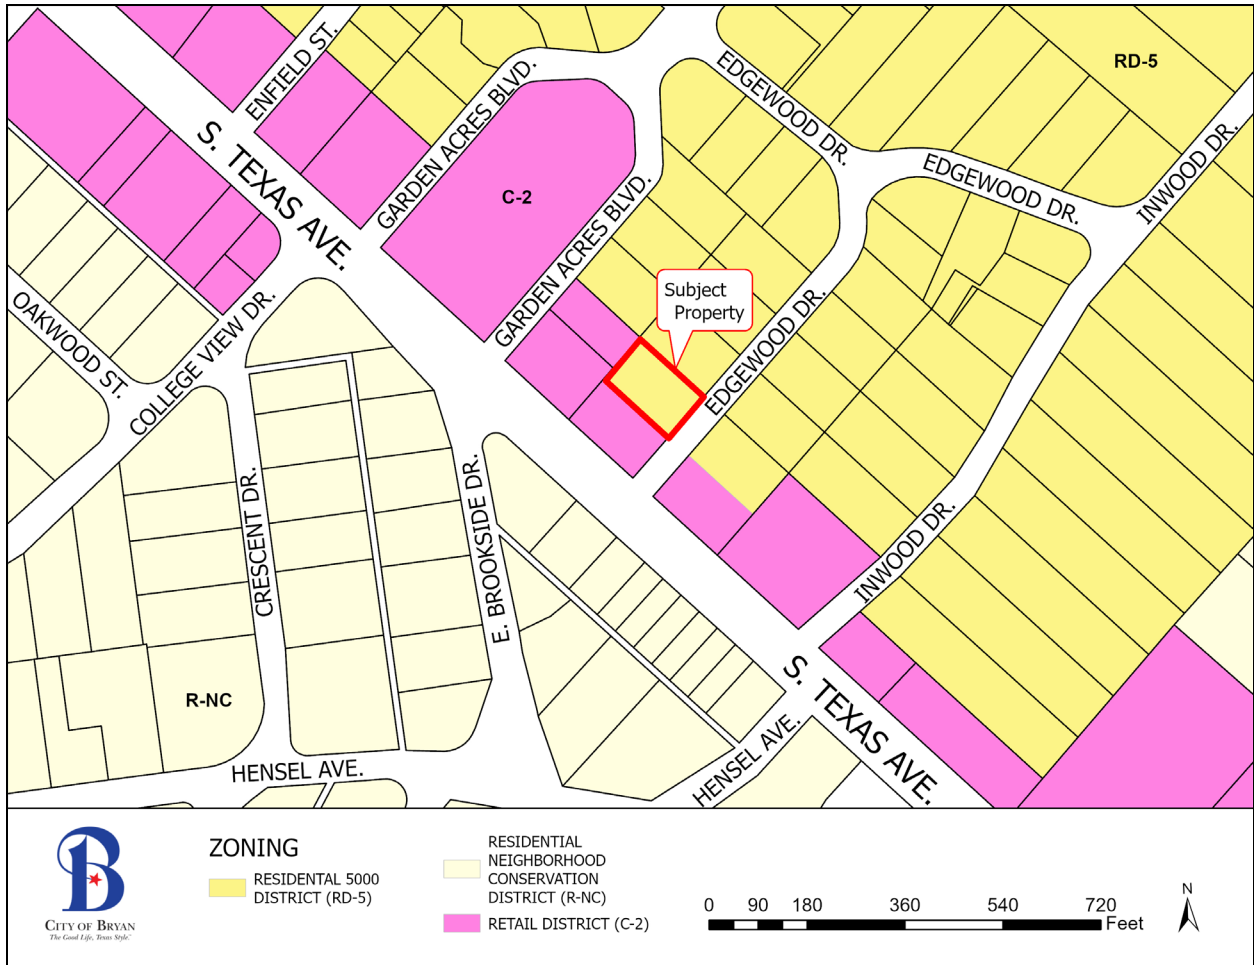 ENFIELD ST.
GARDEN ACRES BLVD.
EDGEWOOD DR.
RD-5
S. TEXAS AVE.
C-2
EDGEWOOD DR.
INWOOD DR.
GARDEN ACRES BLVD.
Subject
Property
OAKWOOD ST.
COLLEGE VIEW DR.
EDGEWOOD DR.
CRESCENT DR.
E. BROOKSIDE DR.
INWOOD DR.
R-NC
S. TEXAS AVE.
HENSEL AVE.
HENSEL AVE.
CITY OF BRYAN
The Good Life, Texas Style.™
ZONING
RESIDENTAL 5000
DISTRICT (RD-5)
RESIDENTIAL
NEIGHBORHOOD
CONSERVATION
DISTRICT (R-NC)
RETAIL DISTRICT (C-2)
0 90 180 360 540 720
Feet
N